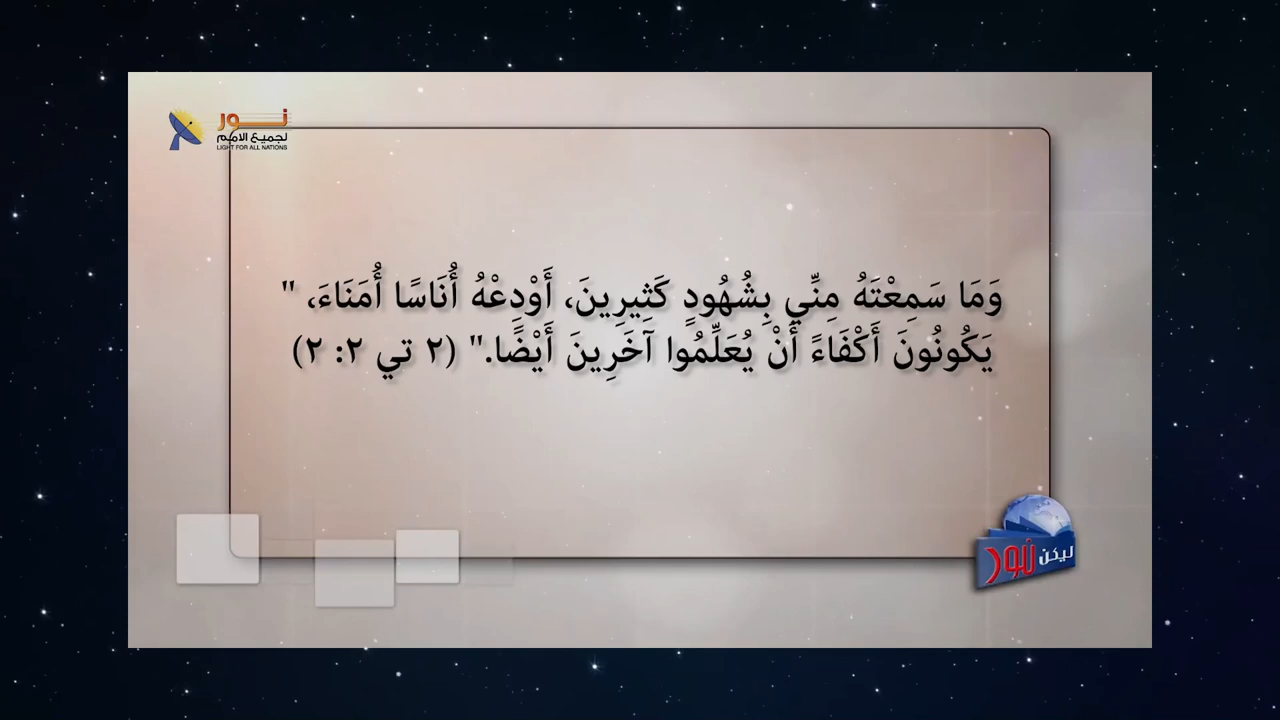 نور
لجميع الامم
LIGHT FOR ALL NATIONS
وَمَا سَمِعْتَهُ مِنِّي بِشُهُودٍ كَثِيرِينَ، أَوْدِعْهُ أُنَاسًا أُمَنَاءَ، "
يَكُونُونَ أَكْفَاءً أَنْ يُعَلِّمُوا آخَرِينَ أَيْضًا." (٢ تي ٢: ٢)
ليكن نور